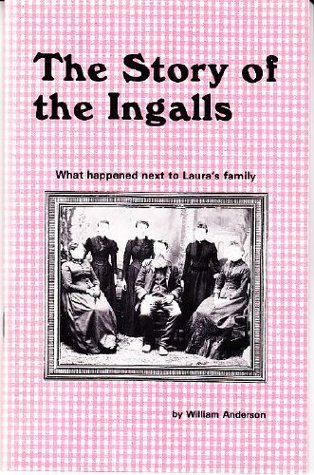 The Story of
the Ingalls
What happened next to Laura's family
by William Anderson